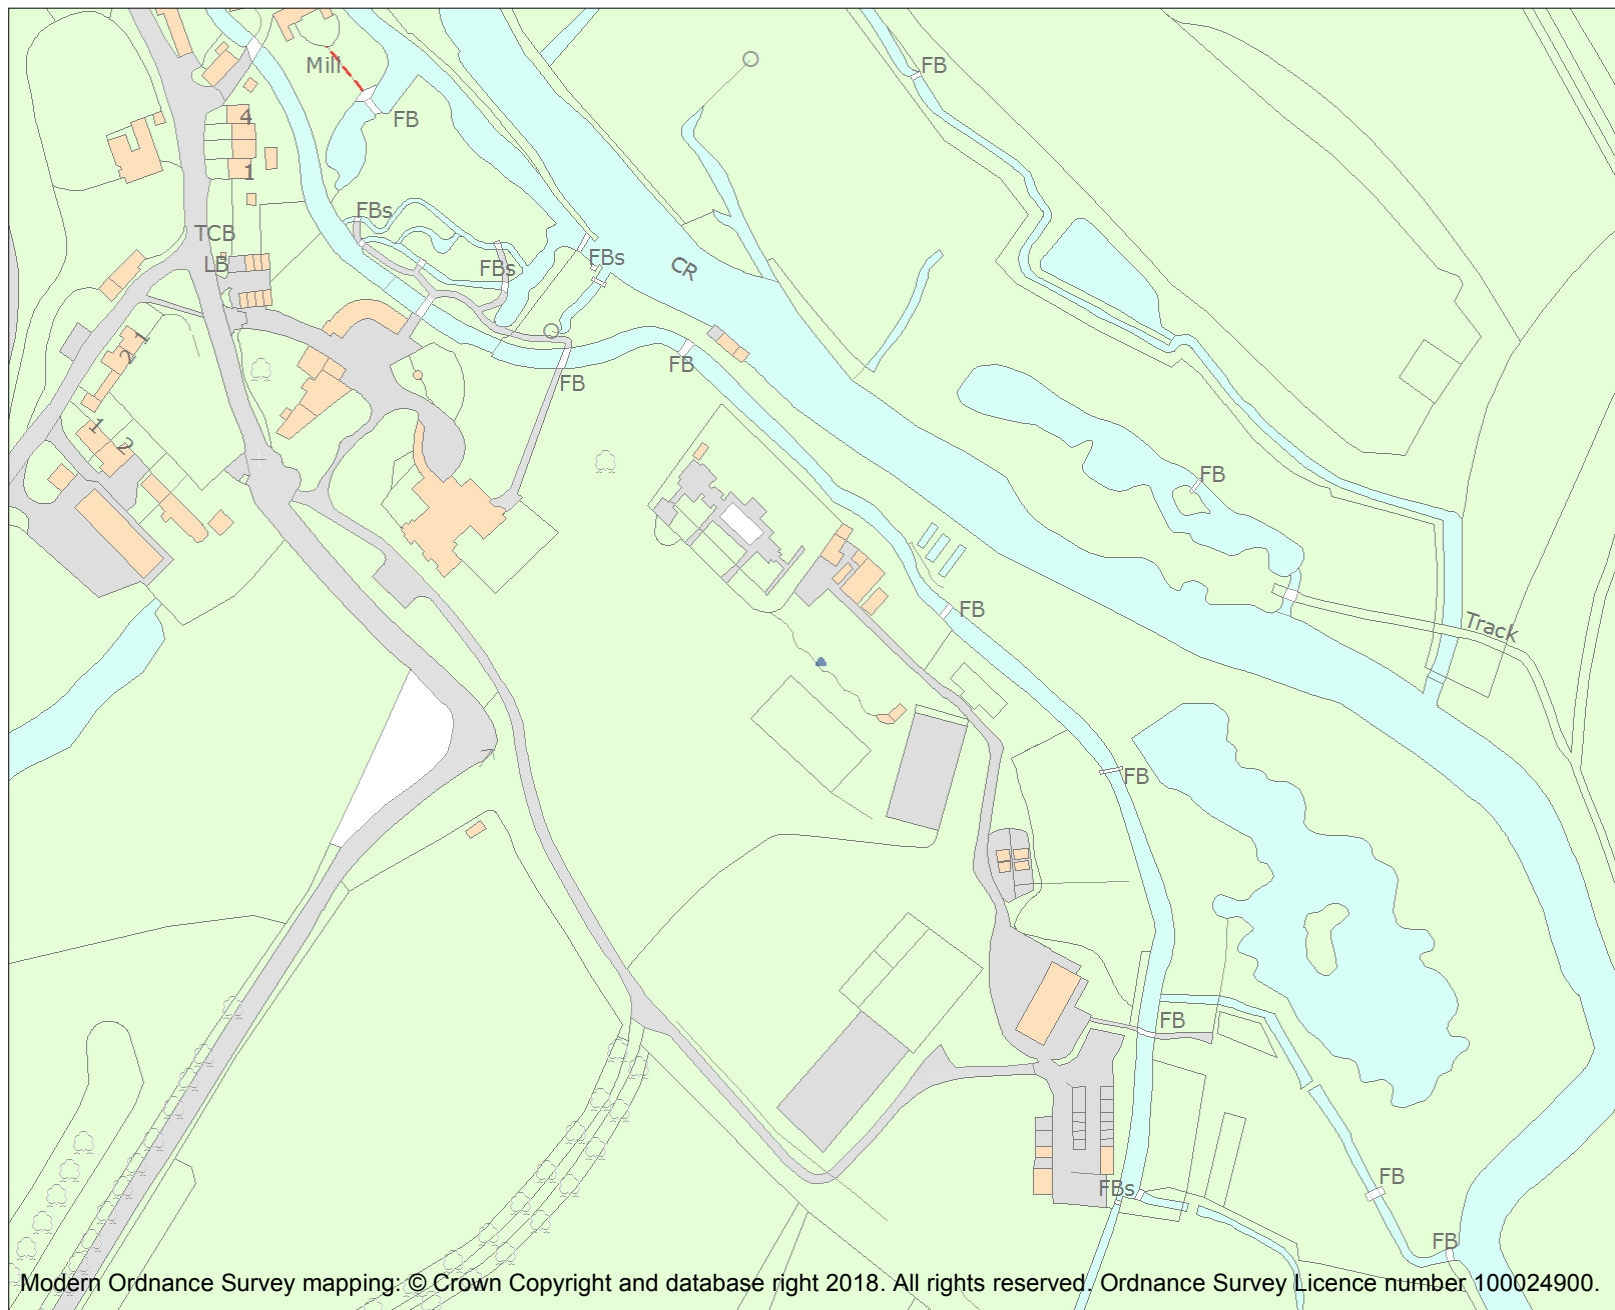 FB
Mill
4
FB
1
FBs
TCB
FBs
LB
FBs
CR
1
2
FB
FB
1
2
FB
FB
Track
FB
FB
FBs
FB
FB
Modern Ordnance Survey mapping: © Crown Copyright and database right 2018. All rights reserved. Ordnance Survey Licence number 100024900.